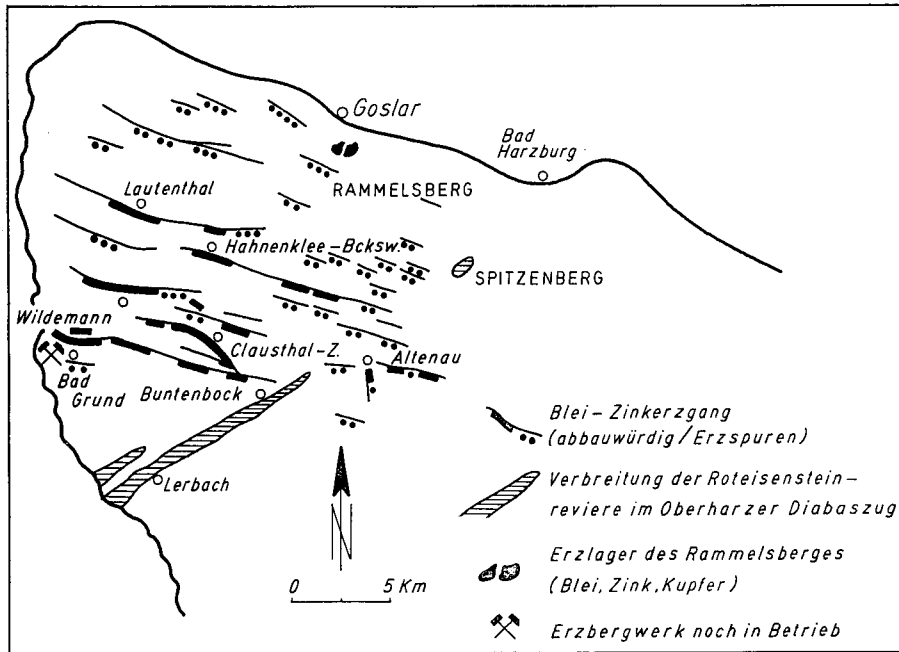 Goslar
Bad
Harzburg
RAMMELSBERG
Lautenthal
Hahnenklee-Bcksw.
SPITZENBERG
Wildemann
Clausthal-Z.
Altenau
Bad
Grund
Buntenbock
Lerbach
N
0 5 Km
Blei-Zinkerzgang
(abbauwürdig/Erzspuren)
Verbreitung der Roteisenstein-
reviere im Oberharzer Diabaszug
Erzlager des Rammelsberges
(Blei, Zink, Kupfer)
Erzbergwerk noch in Betrieb